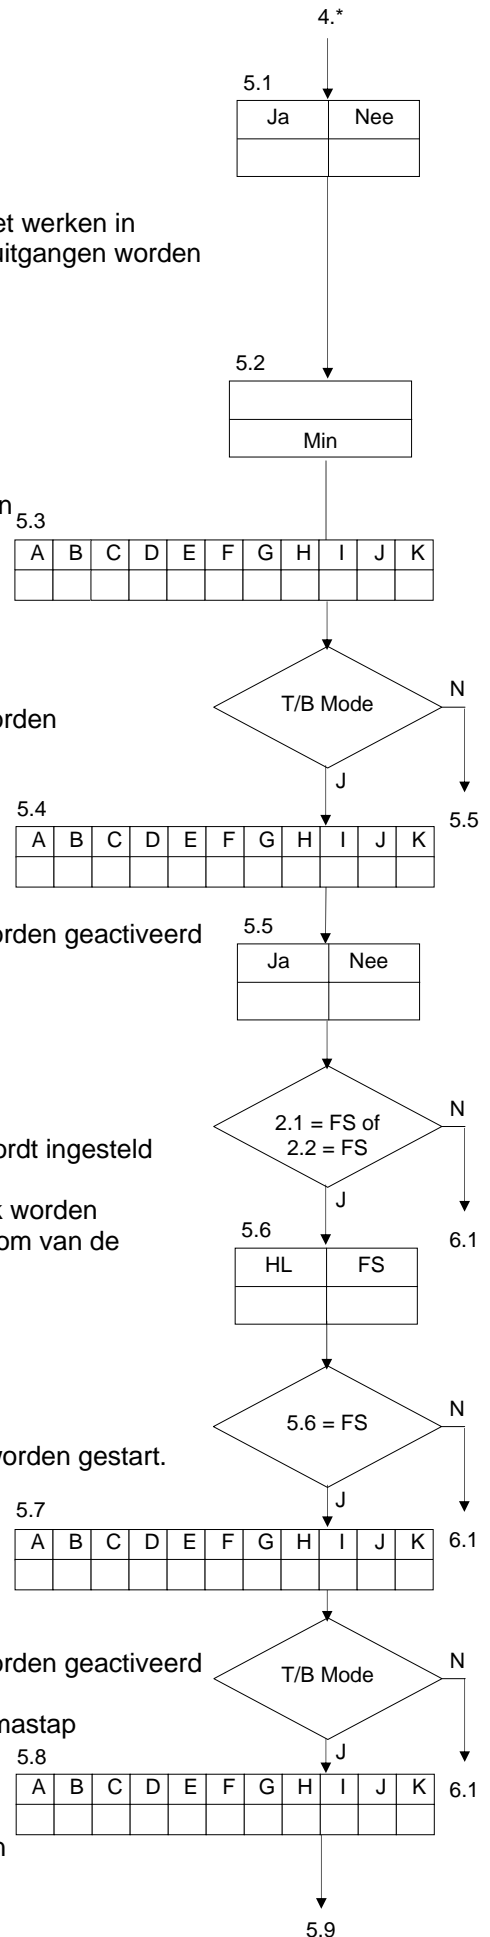 4.*
5.1
Ja Nee
et werken in
uitgangen worden
5.2
Min
n
5.3
A B C D E F G H I J K
T/B Mode
N
orden
J
5.5
5.4
A B C D E F G H I J K
orden geactiveerd
5.5
Ja Nee
2.1 = FS of
2.2 = FS
N
ordt ingesteld
J
k worden
om van de
6.1
5.6
HL FS
5.6 = FS
N
worden gestart.
J
5.7
6.1
A B C D E F G H I J K
orden geactiveerd
T/B Mode
N
mastap
J
5.8
6.1
A B C D E F G H I J K
n
5.9